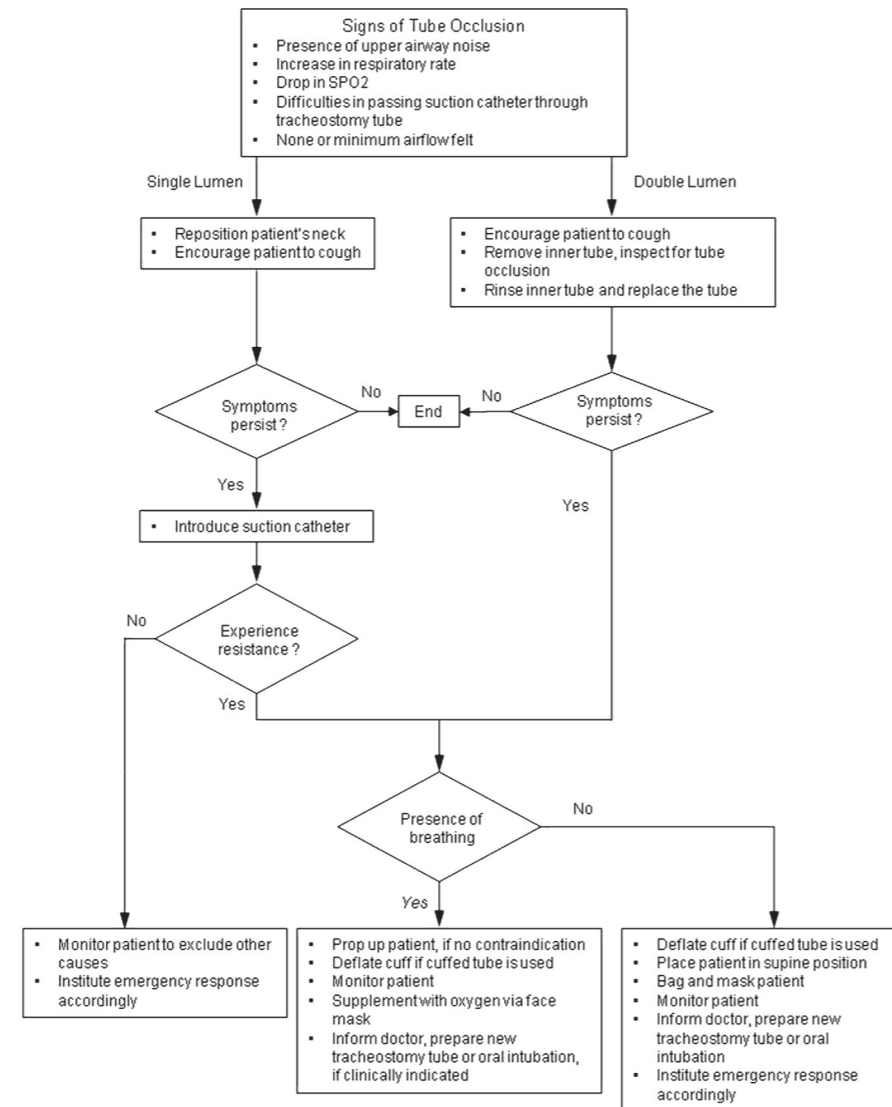 Signs of Tube Occlusion
▪ Presence of upper airway noise
▪ Increase in respiratory rate
▪ Drop in SPO2
▪ Difficulties in passing suction catheter through
tracheostomy tube
▪ None or minimum airflow felt
Single Lumen
Double Lumen
▪ Reposition patient's neck
▪ Encourage patient to cough
▪ Encourage patient to cough
▪ Remove inner tube, inspect for tube
occlusion
▪ Rinse inner tube and replace the tube
Symptoms
persist?
No
End
No
Symptoms
persist?
Yes
Yes
▪ Introduce suction catheter
No
Experience
resistance?
Yes
Presence of
breathing
No
Yes
▪ Monitor patient to exclude other
causes
▪ Institute emergency response
accordingly
▪ Prop up patient, if no contraindication
▪ Deflate cuff if cuffed tube is used
▪ Monitor patient
▪ Supplement with oxygen via face
mask
▪ Inform doctor, prepare new
tracheostomy tube or oral intubation,
if clinically indicated
▪ Deflate cuff if cuffed tube is used
▪ Place patient in supine position
▪ Bag and mask patient
▪ Monitor patient
▪ Inform doctor, prepare new
tracheostomy tube or oral
intubation
▪ Institute emergency response
accordingly